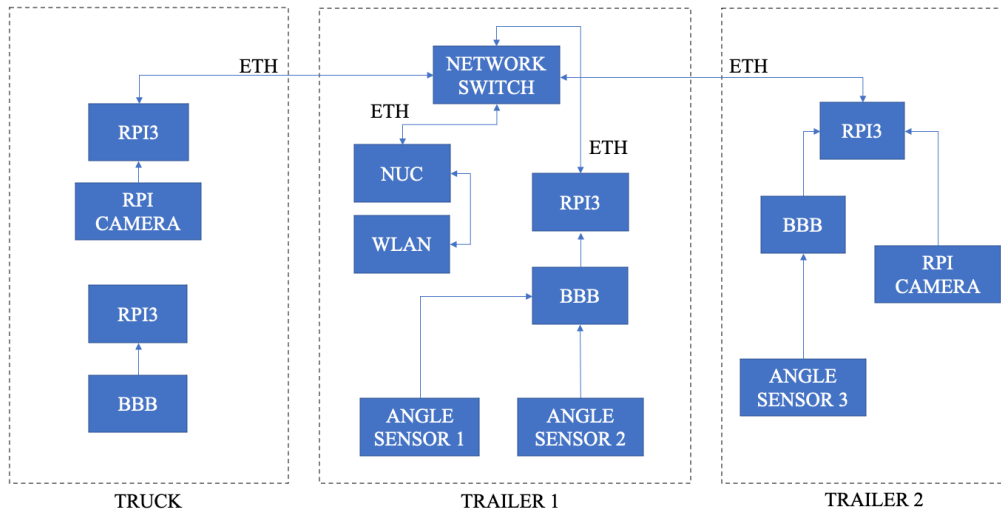 ETH
RPI3
RPI
CAMERA
RPI3
BBB
TRUCK
NETWORK
SWITCH
ETH
NUC
WLAN
ETH
RPI3
BBB
ANGLE
SENSOR 1
ANGLE
SENSOR 2
TRAILER 1
ETH
RPI3
BBB
RPI
CAMERA
ANGLE
SENSOR 3
TRAILER 2